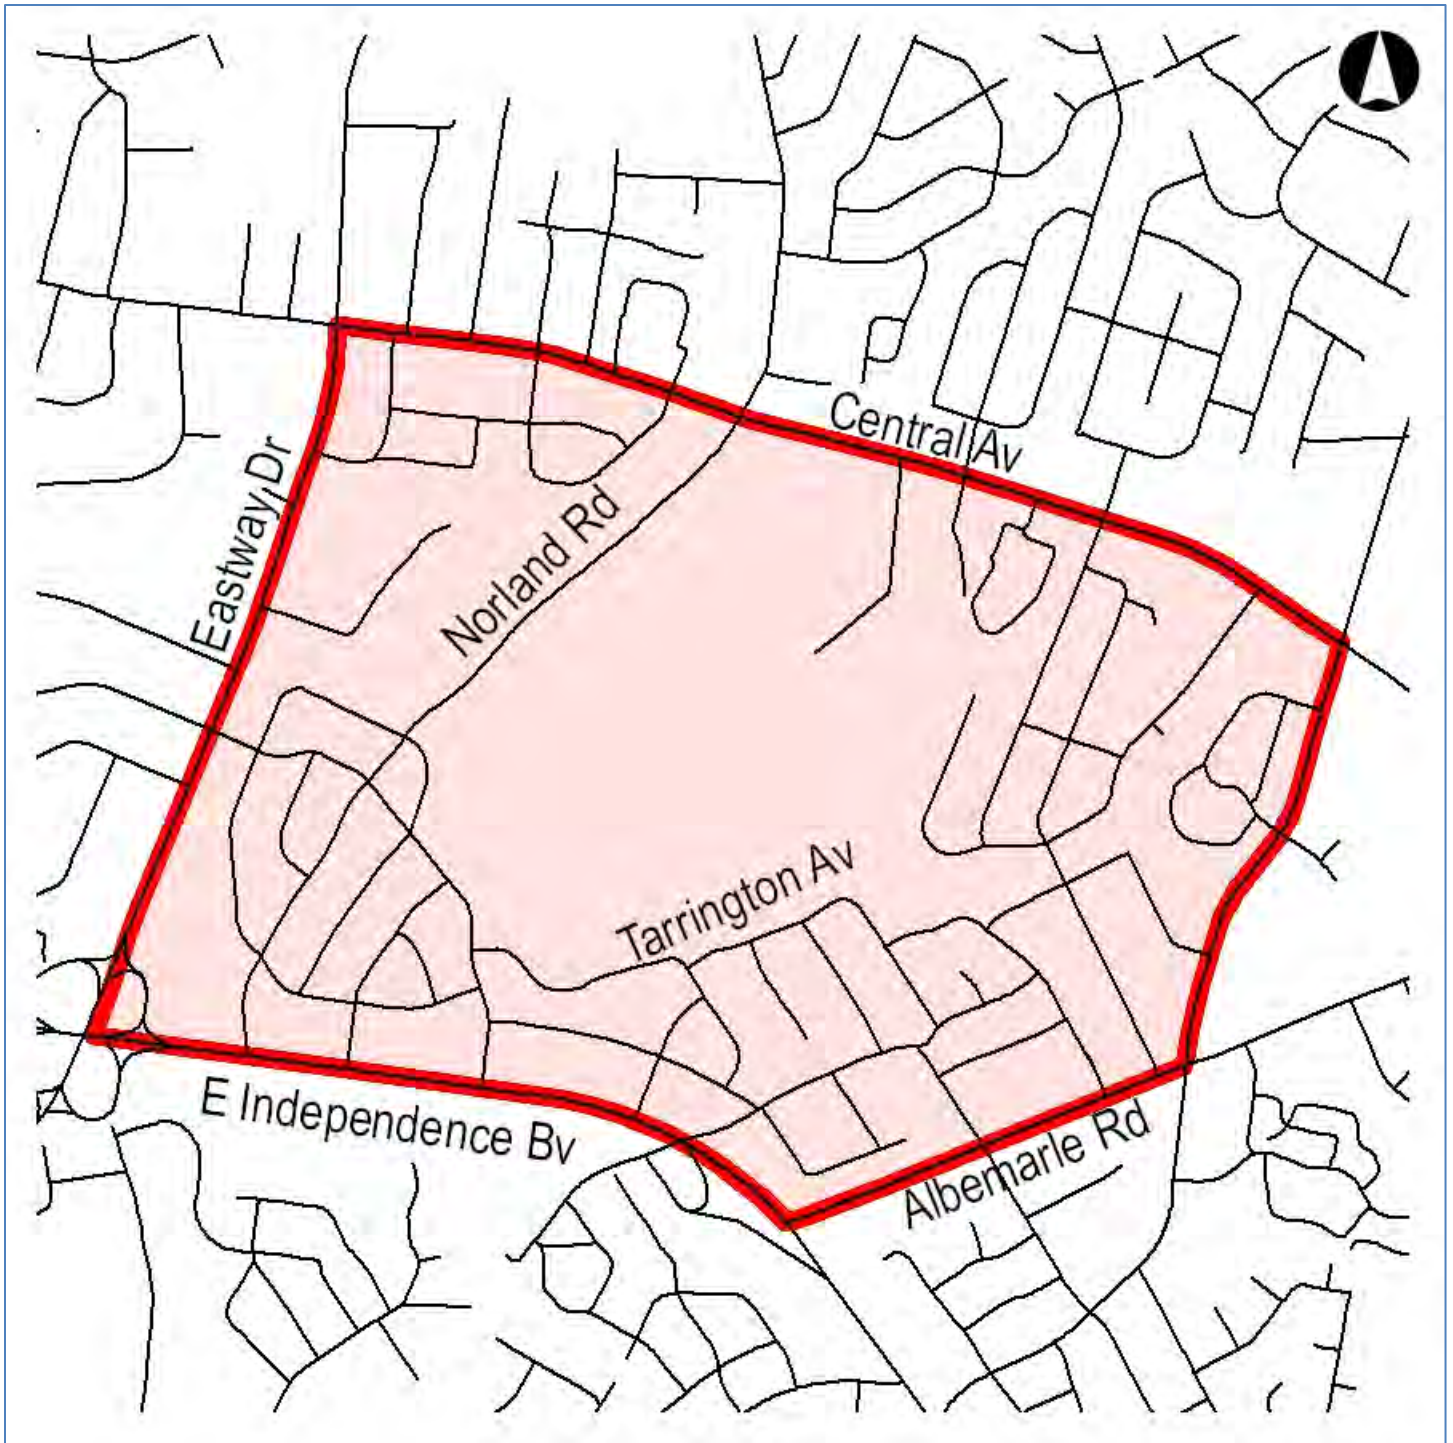 Central Av
Eastway Dr
Norland Rd
Tarrington Av
E Independence Bv
Albemarle Rd